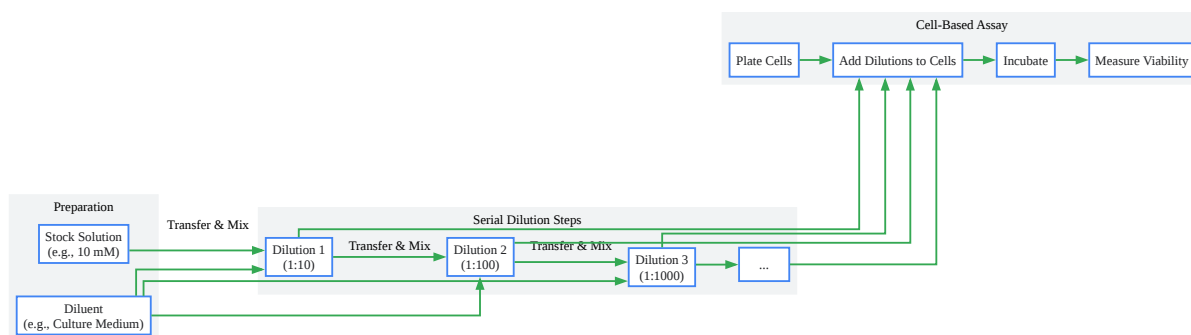 Cell-Based Assay
Plate Cells
Add Dilutions to Cells
Incubate
Measure Viability
Preparation
Stock Solution
(e.g., 10 mM)
Diluent
(e.g., Culture Medium)
Transfer & Mix
Serial Dilution Steps
Dilution 1
(1:10)
Transfer & Mix
Dilution 2
(1:100)
Transfer & Mix
Dilution 3
(1:1000)
...